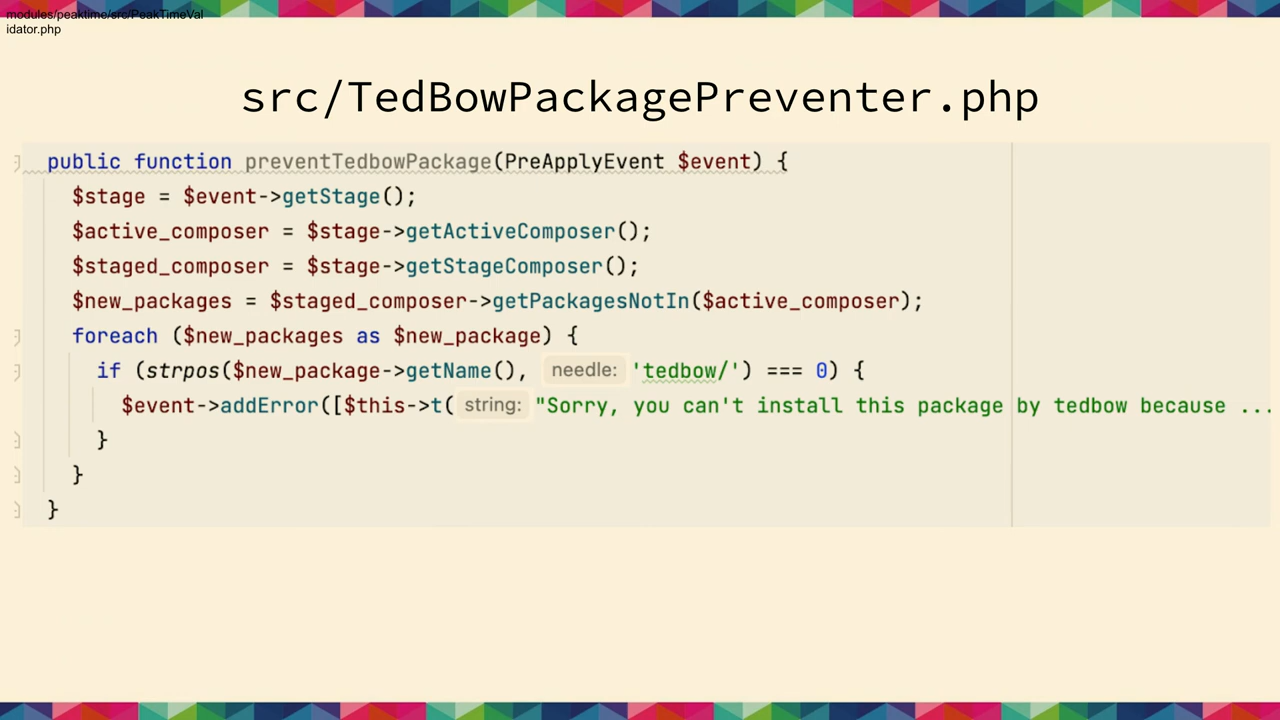 modules/peaktime/src/PeakTimeVal
idator.php
src/TedBowPackagePreventer.php
public function preventTedbowPackage(PreApplyEvent $event) {
  $stage = $event->getStage();
  $active_composer = $stage->getActiveComposer();
  $staged_composer = $stage->getStageComposer();
  $new_packages = $staged_composer->getPackagesNotIn($active_composer);
  foreach ($new_packages as $new_package) {
    if (strpos($new_package->getName(), needle: 'tedbow/') === 0) {
      $event->addError([$this->t( string: "Sorry, you can't install this package by tedbow because ...
    }
  }
}